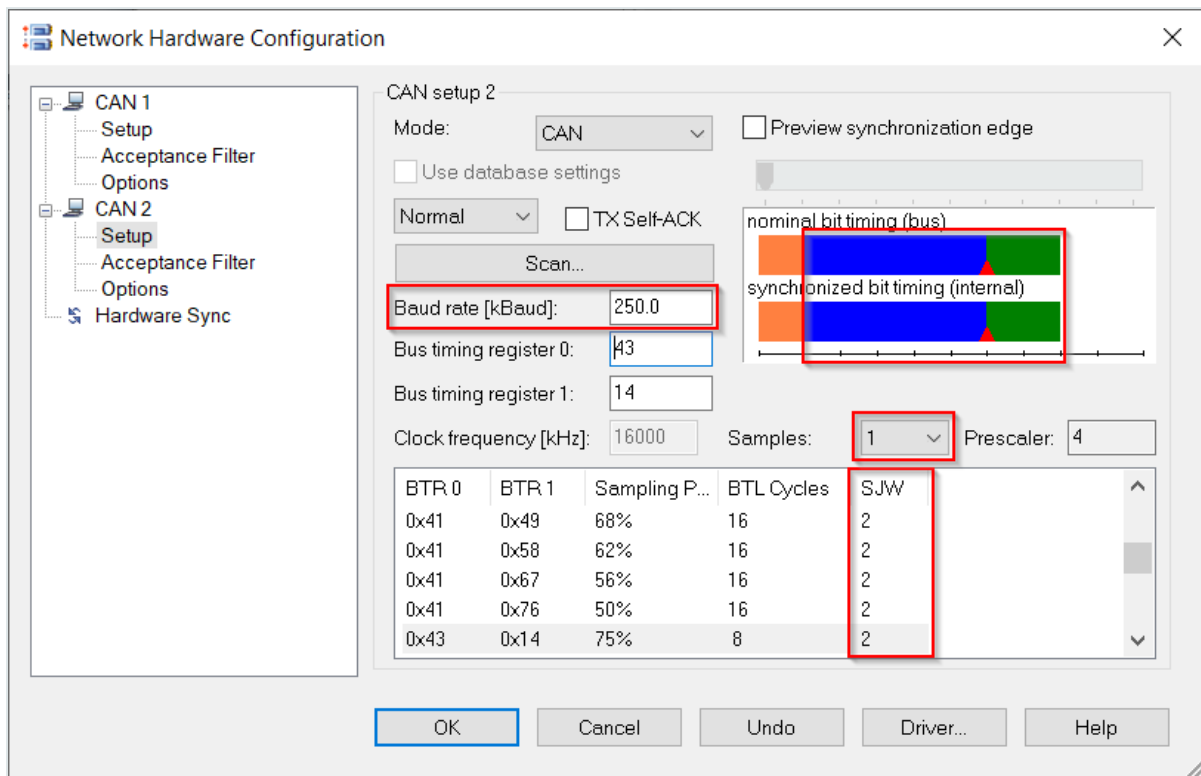 Network Hardware Configuration
CAN 1
Setup
Acceptance Filter
Options
CAN 2
Setup
Acceptance Filter
Options
Hardware Sync
CAN setup 2
Mode: CAN
Preview synchronization edge
Use database settings
Normal
TX Self-ACK
nominal bit timing (bus)
Scan...
synchronized bit timing (internal)
Baud rate [kBaud]: 250.0
Bus timing register 0: 43
Bus timing register 1: 14
Clock frequency [kHz]: 16000 Samples: 1 Prescaler: 4
BTR 0 BTR 1 Sampling P... BTL Cycles SJW
0x41 0x49 68% 16 2
0x41 0x58 62% 16 2
0x41 0x67 56% 16 2
0x41 0x76 50% 16 2
0x43 0x14 75% 8 2
OK Cancel Undo Driver... Help